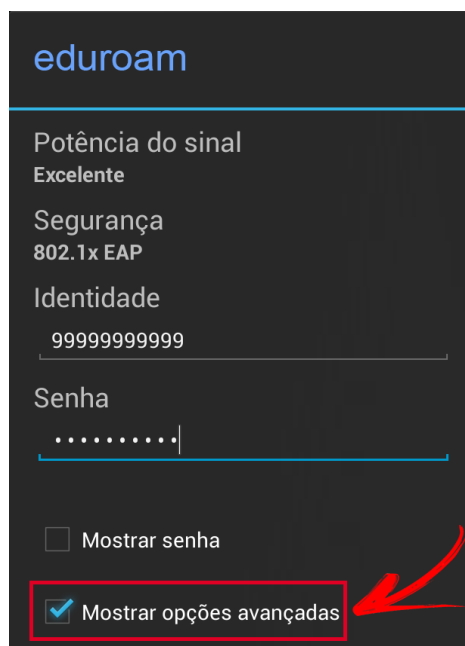 eduroam
Potência do sinal
Excelente
Segurança
802.1x EAP
Identidade
99999999999
Senha
••••••••••
Mostrar senha
Mostrar opções avançadas